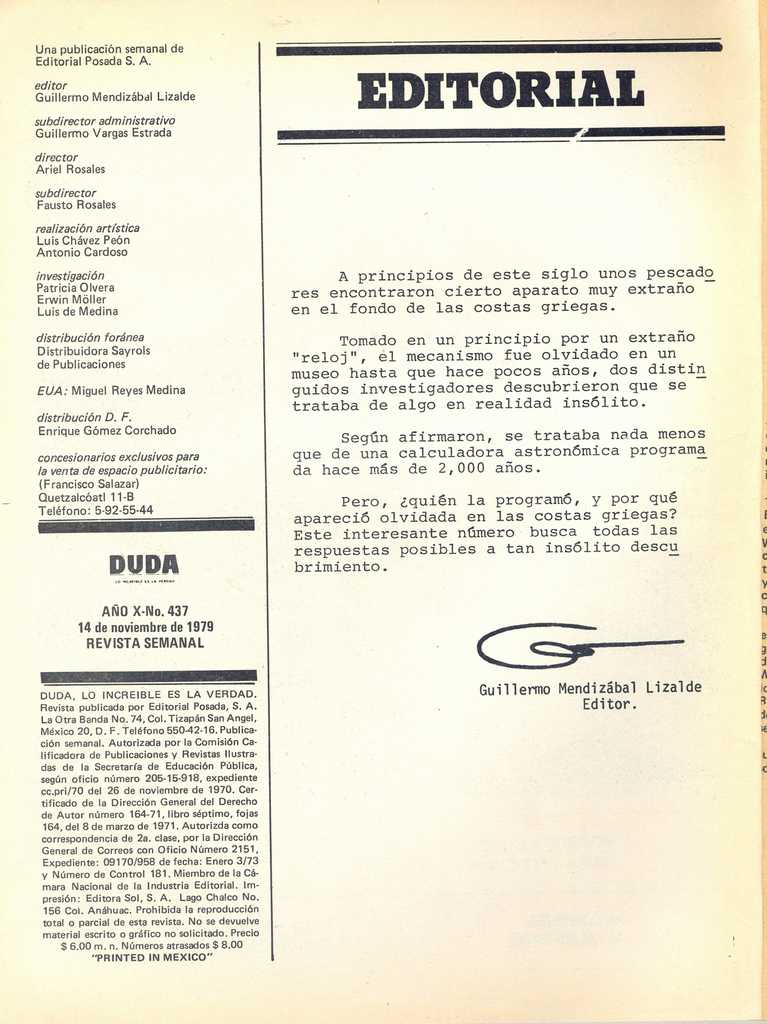 Una publicación semanal de
Editorial Posada S. A.
editor
Guillermo Mendizábal Lizalde
subdirector administrativo
Guillermo Vargas Estrada
director
Ariel Rosales
subdirector
Fausto Rosales
realización artística
Luis Chávez Peón
Antonio Cardoso
investigación
Patricia Olvera
Erwin Möller
Luis de Medina
distribución foránea
Distribuidora Sayrols
de Publicaciones
EUA: Miguel Reyes Medina
distribución D. F.
Enrique Gómez Corchado
concesionarios exclusivos para
la venta de espacio publicitario:
(Francisco Salazar)
Quetzalcóatl 11-B
Teléfono: 5-92-55-44
DUDA
LO INCREIBLE ES LA VERDAD
AÑO X-No. 437
14 de noviembre de 1979
REVISTA SEMANAL
DUDA, LO INCREIBLE ES LA VERDAD.
Revista publicada por Editorial Posada, S. A.
La Otra Banda No. 74, Col. Tizapán San Angel,
México 20, D. F. Teléfono 550-42-16. Publica-
ción semanal. Autorizada por la Comisión Ca-
lificadora de Publicaciones y Revistas Ilustra-
das de la Secretaría de Educación Pública,
según oficio número 205-15-918, expediente
cc.pri/70 del 26 de noviembre de 1970. Cer-
tificado de la Dirección General del Derecho
de Autor número 164-71, libro séptimo, fojas
164, del 8 de marzo de 1971. Autorizda como
correspondencia de 2a. clase, por la Dirección
General de Correos con Oficio Número 2151,
Expediente: 09170/958 de fecha: Enero 3/73
y Número de Control 181. Miembro de la Cá-
mara Nacional de la Industria Editorial. Im-
presión: Editora Sol, S. A. Lago Chalco No.
156 Col. Anáhuac. Prohibida la reproducción
total o parcial de esta revista. No se devuelve
material escrito o gráfico no solicitado. Precio
$ 6.00 m. n. Números atrasados $ 8.00
"PRINTED IN MEXICO"
EDITORIAL
A principios de este siglo unos pescado
res encontraron cierto aparato muy extraño
en el fondo de las costas griegas.
Tomado en un principio por un extraño
"reloj", el mecanismo fue olvidado en un
museo hasta que hace pocos años, dos distin
guidos investigadores descubrieron que se
trataba de algo en realidad insólito.
Según afirmaron, se trataba nada menos
que de una calculadora astronómica programa
da hace más de 2,000 años.
Pero, ¿quién la programó, y por qué
apareció olvidada en las costas griegas?
Este interesante número busca todas las
respuestas posibles a tan insólito descu
brimiento.
Guillermo Mendizábal Lizalde
Editor.